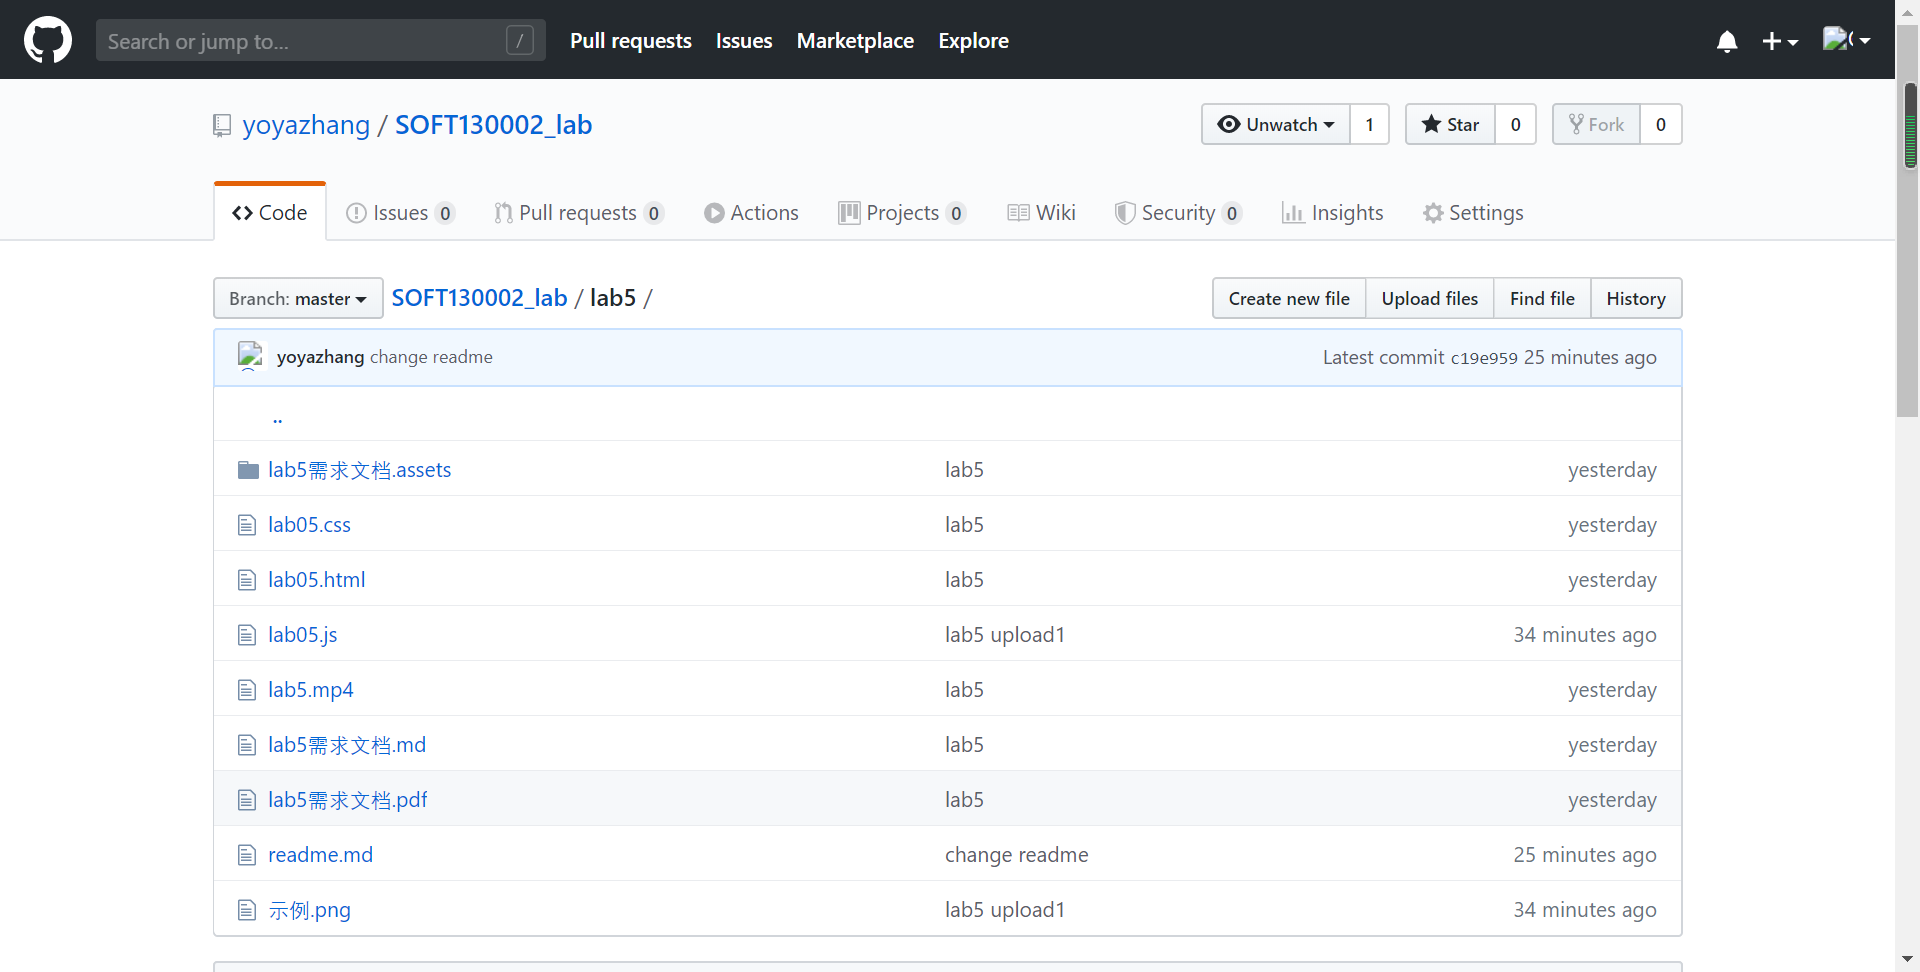 Search or jump to... / Pull requests Issues Marketplace Explore
yoyazhang / SOFT130002_lab Unwatch 1 Star 0 Fork 0
Code Issues 0 Pull requests 0 Actions Projects 0 Wiki Security 0 Insights Settings
Branch: master SOFT130002_lab / lab5 / Create new file Upload files Find file History
yoyazhang change readme Latest commit c19e959 25 minutes ago
..
lab5需求文档.assets lab5 yesterday
lab05.css lab5 yesterday
lab05.html lab5 yesterday
lab05.js lab5 upload1 34 minutes ago
lab5.mp4 lab5 yesterday
lab5需求文档.md lab5 yesterday
lab5需求文档.pdf lab5 yesterday
readme.md change readme 25 minutes ago
示例.png lab5 upload1 34 minutes ago